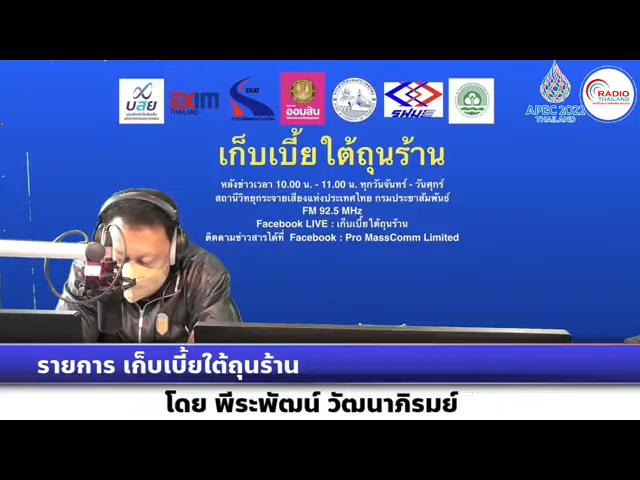 บสย
EXIM
THAILAND
EXAT
ออมสิน
รฟม
APEC 2022
THAILAND
RADIO
THAILAND
เก็บเบี้ยใต้ถุนร้าน
หลังข่าวเวลา 10.00 น. - 11.00 น. ทุกวันจันทร์ - วันศุกร์
สถานีวิทยุกระจายเสียงแห่งประเทศไทย กรมประชาสัมพันธ์
FM 92.5 MHz
Facebook LIVE : เก็บเบี้ยใต้ถุนร้าน
ติดตามข่าวสารได้ที่ Facebook : Pro MassComm Limited
รายการ เก็บเบี้ยใต้ถุนร้าน
โดย พีระพัฒน์ วัฒนาภิรมย์